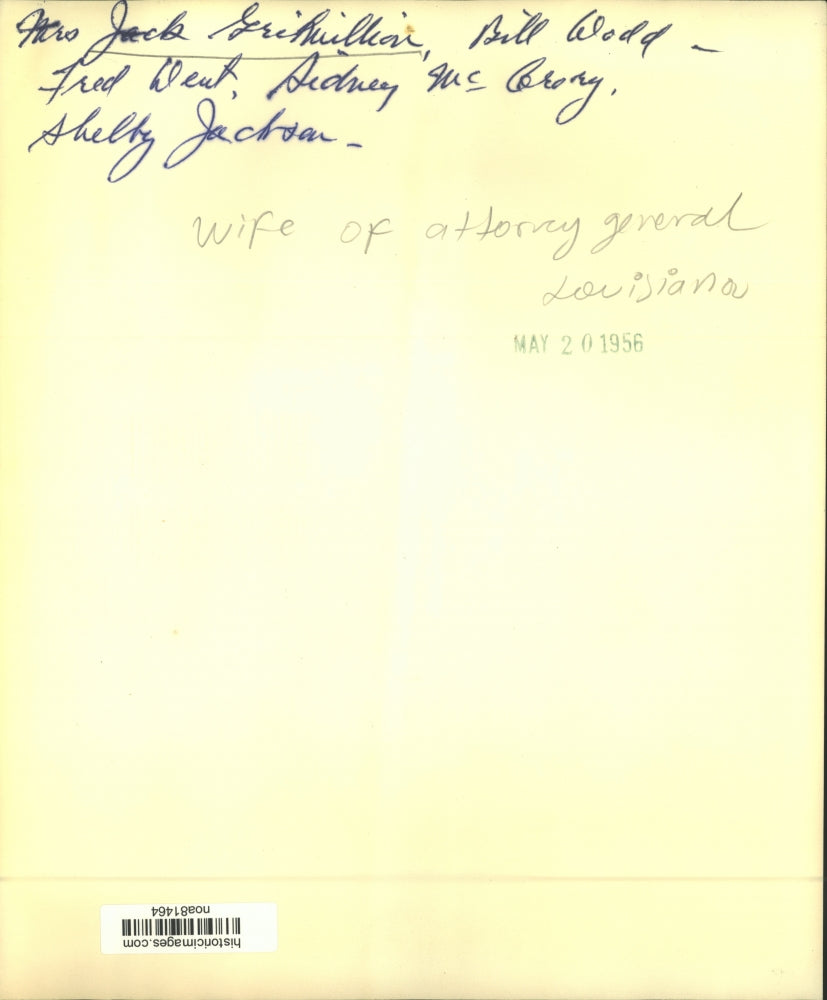 Mrs Jack Gremillion, Bill Dodd -
Fred Dent, Sidney McCrory,
Shelby Jackson -
wife of attorney general
Louisiana
MAY 20 1956
historicimages.com
noa81464